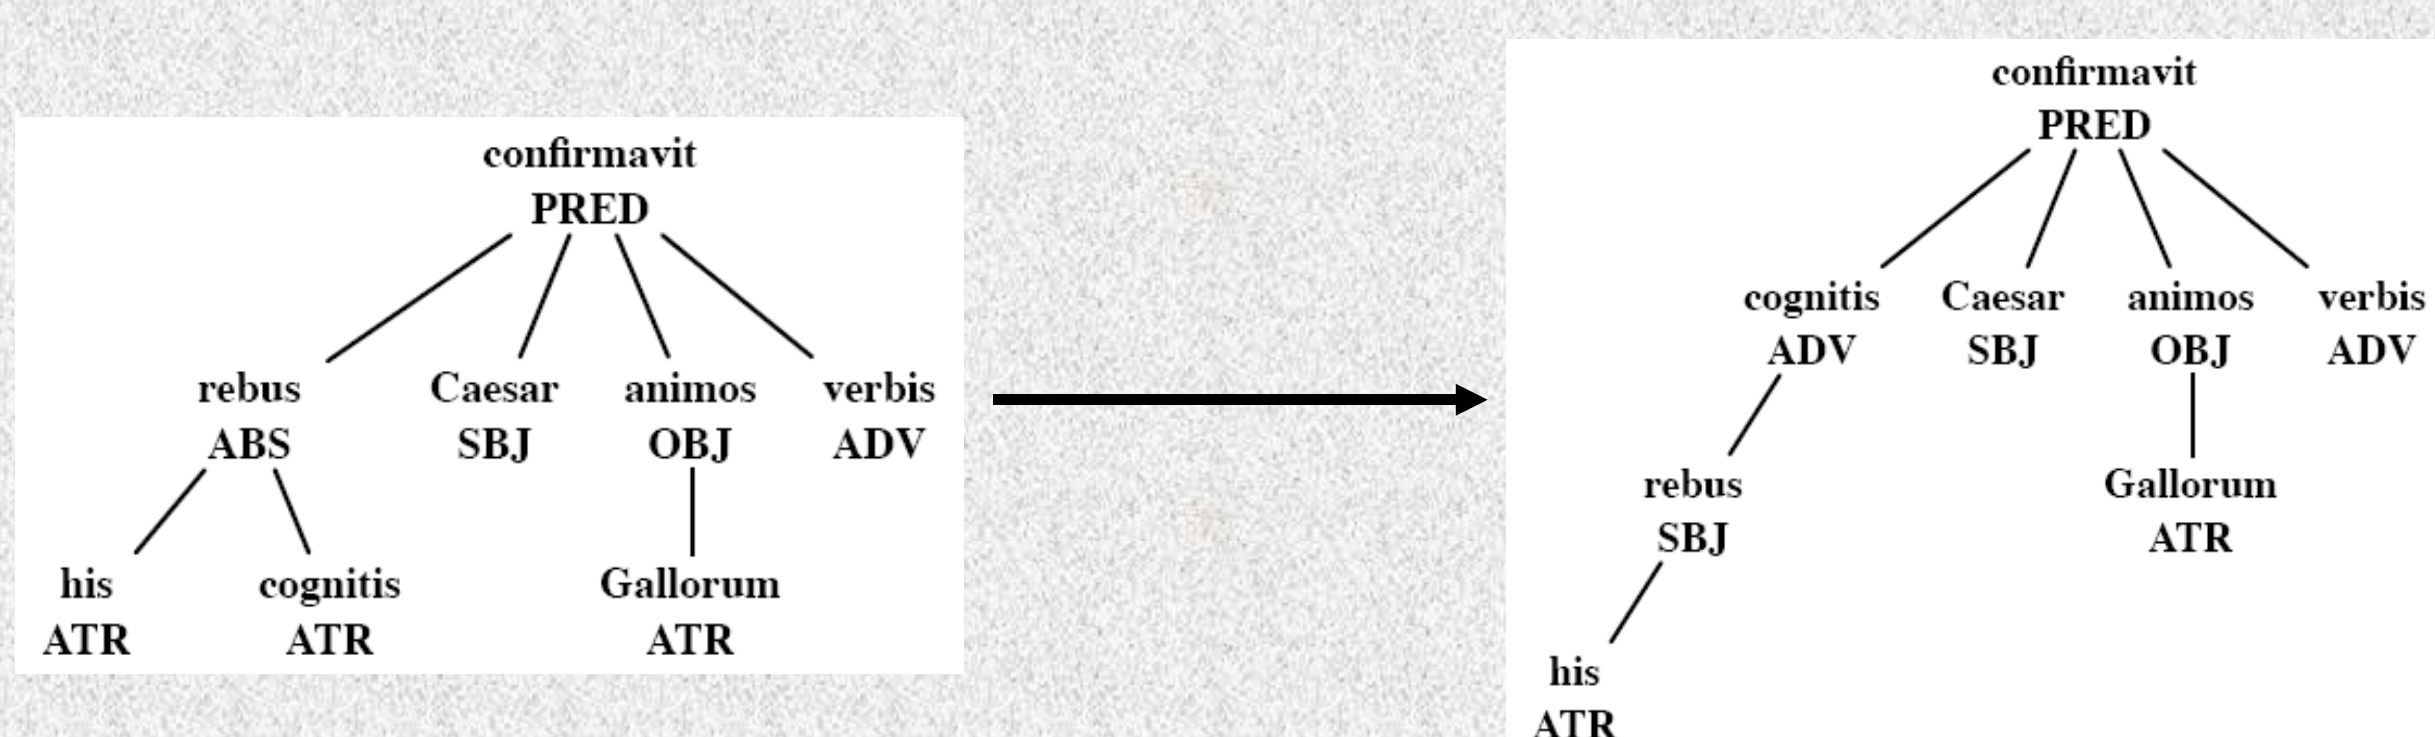 confirmavit
PRED
rebus Caesar animos verbis
ABS SBJ OBJ ADV
his cognitis Gallorum
ATR ATR ATR
confirmavit
PRED
cognitis Caesar animos verbis
ADV SBJ OBJ ADV
rebus Gallorum
SBJ ATR
his
ATR